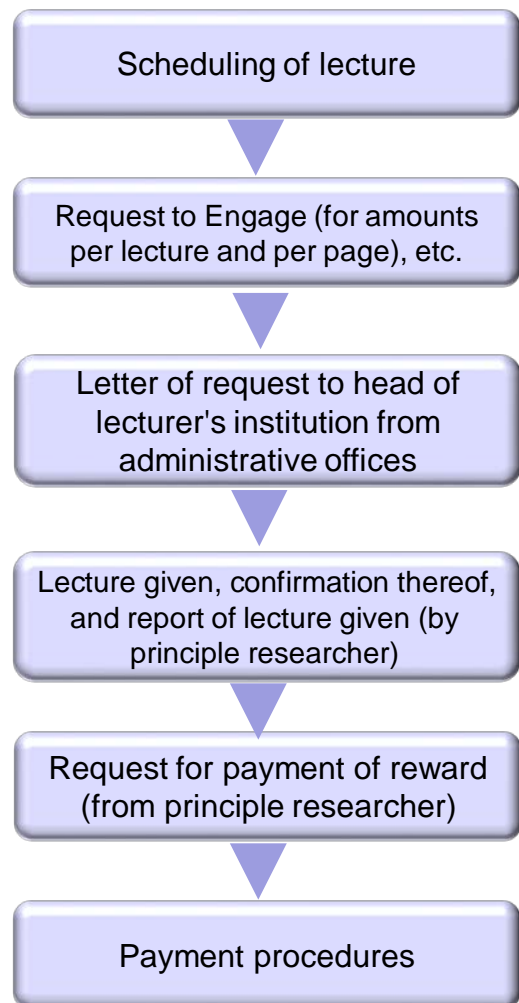 Scheduling of lecture
Request to Engage (for amounts
per lecture and per page), etc.
Letter of request to head of
lecturer's institution from
administrative offices
Lecture given, confirmation thereof,
and report of lecture given (by
principle researcher)
Request for payment of reward
(from principle researcher)
Payment procedures